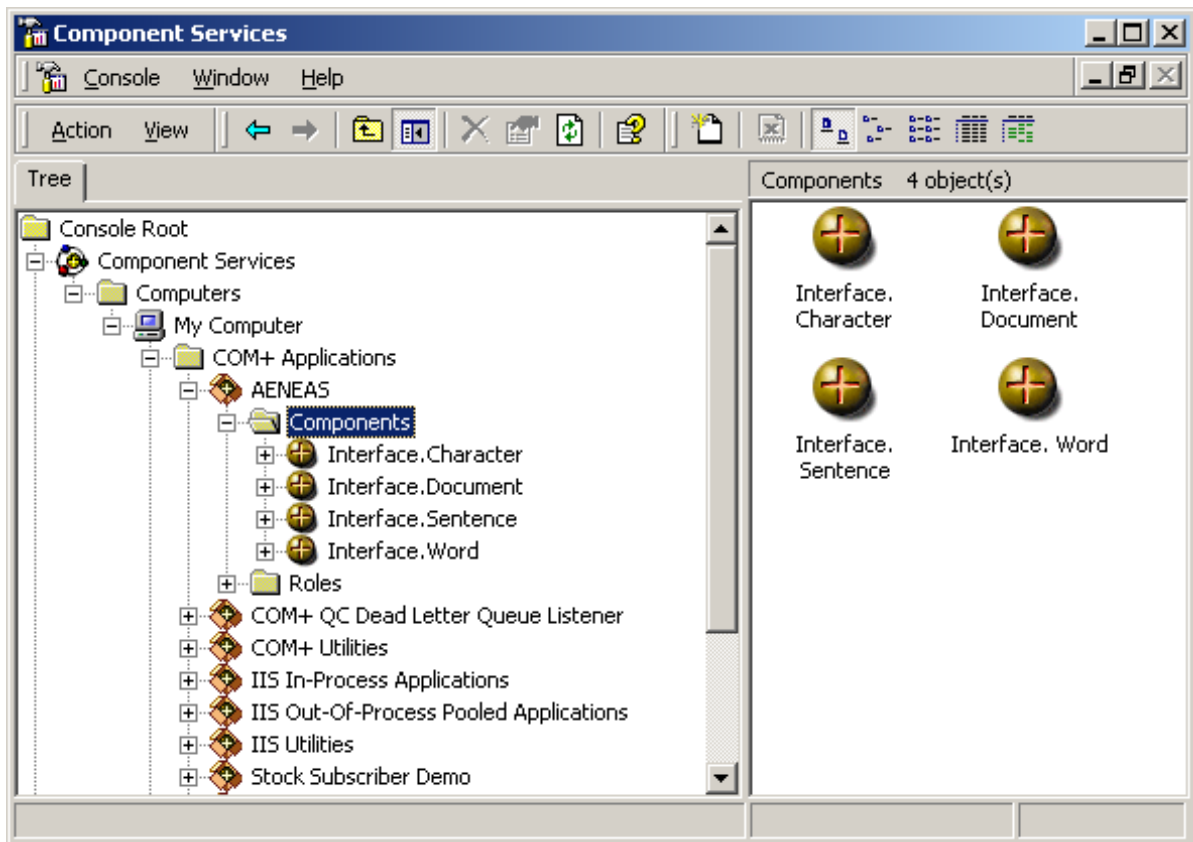 Component Services
Console Window Help
Action View
Tree
Components 4 object(s)
Console Root
Component Services
Computers
My Computer
COM+ Applications
AENEAS
Components
Interface.Character
Interface.Document
Interface.Sentence
Interface.Word
Roles
COM+ QC Dead Letter Queue Listener
COM+ Utilities
IIS In-Process Applications
IIS Out-Of-Process Pooled Applications
IIS Utilities
Stock Subscriber Demo
Interface.
Character
Interface.
Document
Interface.
Sentence
Interface. Word